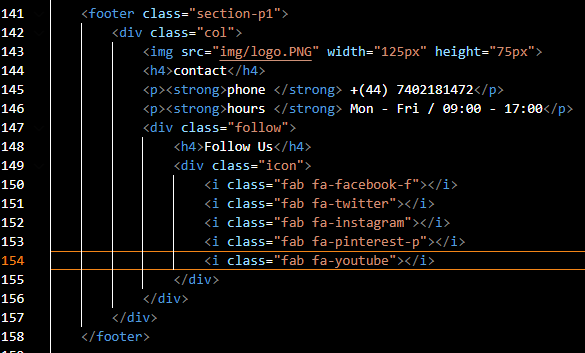 141 <footer class="section-p1">
142 <div class="col">
143 <img src="img/logo.PNG" width="125px" height="75px">
144 <h4>contact</h4>
145 <p><strong>phone </strong> +(44) 7402181472</p>
146 <p><strong>hours </strong> Mon - Fri / 09:00 - 17:00</p>
147 <div class="follow">
148 <h4>Follow Us</h4>
149 <div class="icon">
150 <i class="fab fa-facebook-f"></i>
151 <i class="fab fa-twitter"></i>
152 <i class="fab fa-instagram"></i>
153 <i class="fab fa-pinterest-p"></i>
154 <i class="fab fa-youtube"></i>
155 </div>
156 </div>
157 </div>
158 </footer>